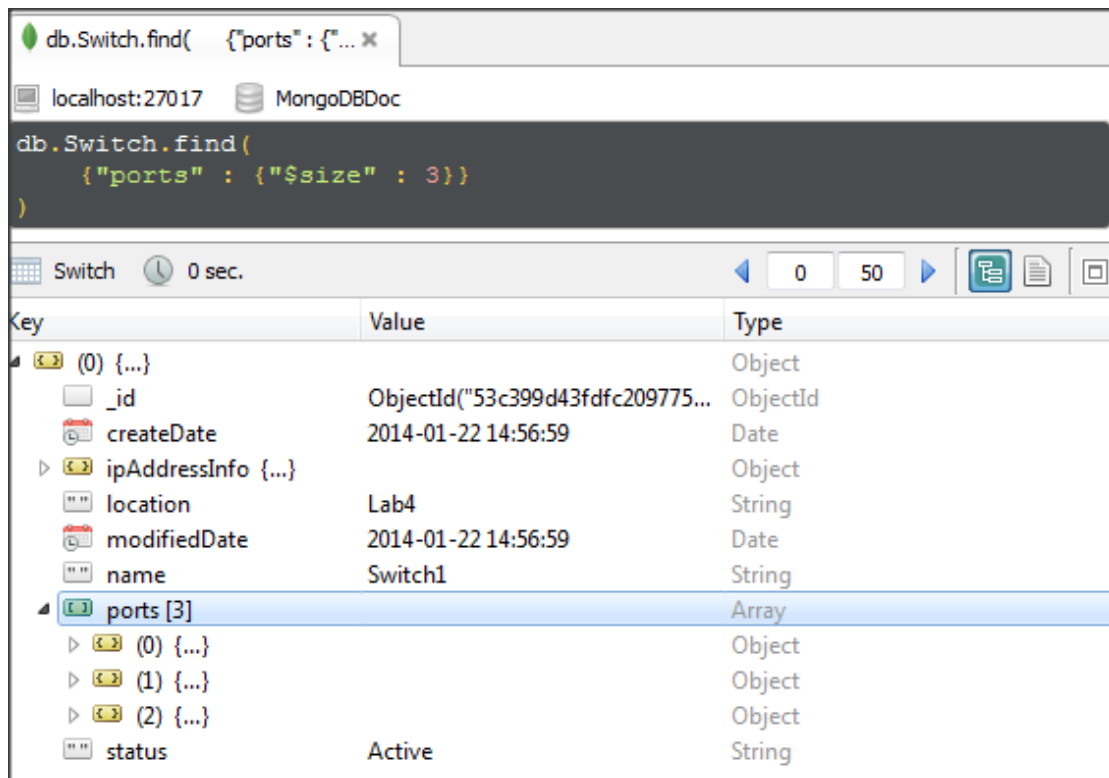 db.Switch.find( {"ports" : {"... ✖
localhost:27017 MongoDBDoc
db.Switch.find(
{"ports" : {"$size" : 3}}
)
Switch 0 sec. 0 50
Key Value Type
(0) {...} Object
_id ObjectId("53c399d43fdfc209775... ObjectId
createDate 2014-01-22 14:56:59 Date
ipAddressInfo {...} Object
location Lab4 String
modifiedDate 2014-01-22 14:56:59 Date
name Switch1 String
ports [3] Array
(0) {...} Object
(1) {...} Object
(2) {...} Object
status Active String